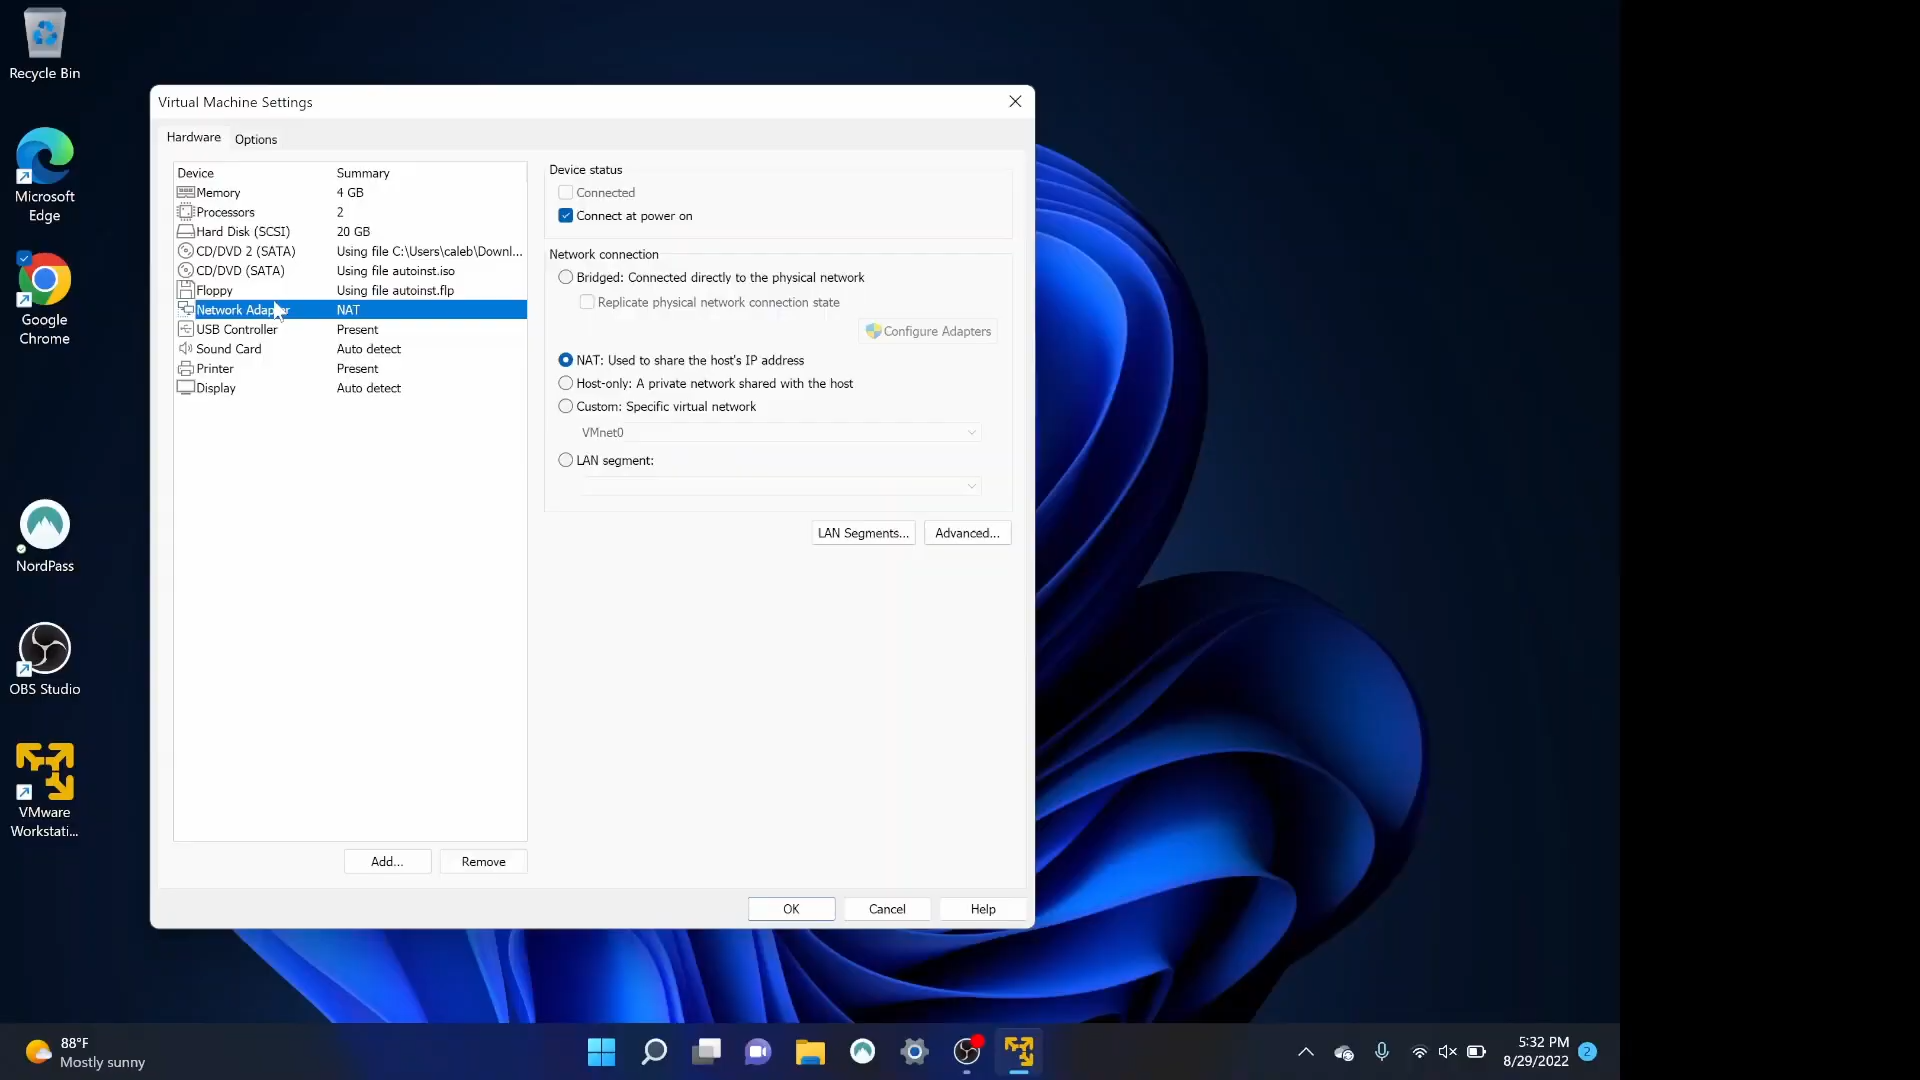 Recycle Bin
Microsoft
Edge
Google
Chrome
NordPass
OBS Studio
VMware
Workstati...
Virtual Machine Settings
Hardware
Options
Device Summary
Memory 4 GB
Processors 2
Hard Disk (SCSI) 20 GB
CD/DVD 2 (SATA) Using file C:\Users\caleb\Downl...
CD/DVD (SATA) Using file autoinst.iso
Floppy Using file autoinst.flp
Network Adapter NAT
USB Controller Present
Sound Card Auto detect
Printer Present
Display Auto detect
Add...
Remove
Device status
Connected
Connect at power on
Network connection
Bridged: Connected directly to the physical network
Replicate physical network connection state
Configure Adapters
NAT: Used to share the host's IP address
Host-only: A private network shared with the host
Custom: Specific virtual network
VMnet0
LAN segment:
LAN Segments...
Advanced...
OK
Cancel
Help
88°F
Mostly sunny
5:32 PM
8/29/2022
2